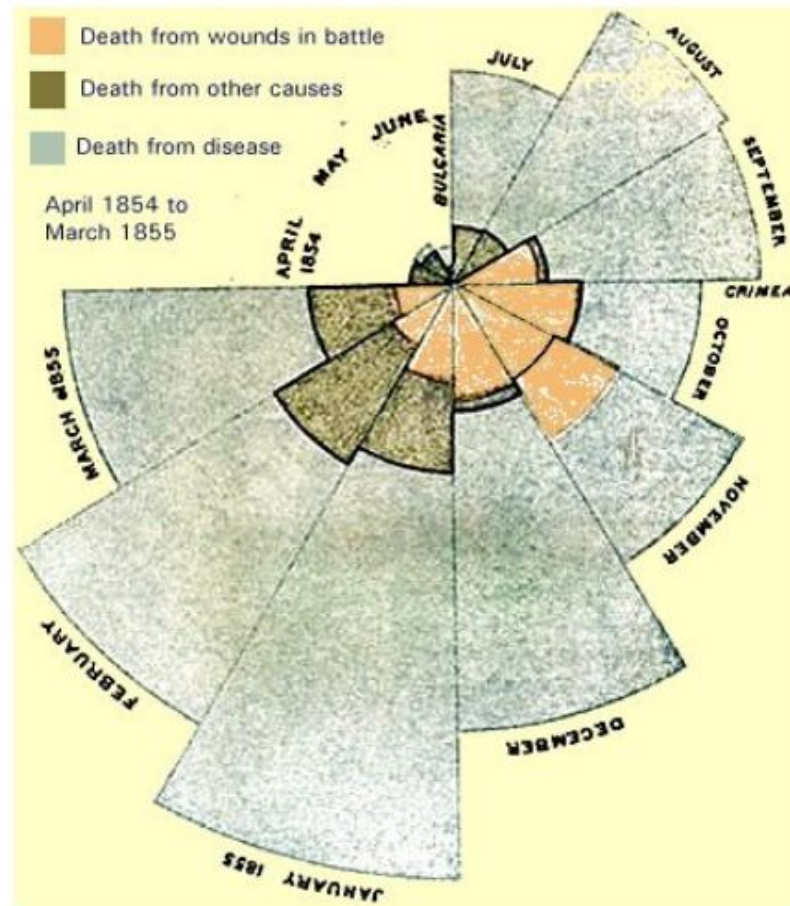 Death from wounds in battle
Death from other causes
Death from disease
April 1854 to
March 1855
APRIL
1854
MAY
JUNE
BULGARIA
JULY
AUGUST
SEPTEMBER
CRIMEA
OCTOBER
NOVEMBER
DECEMBER
JANUARY 1855
FEBRUARY
MARCH 1855